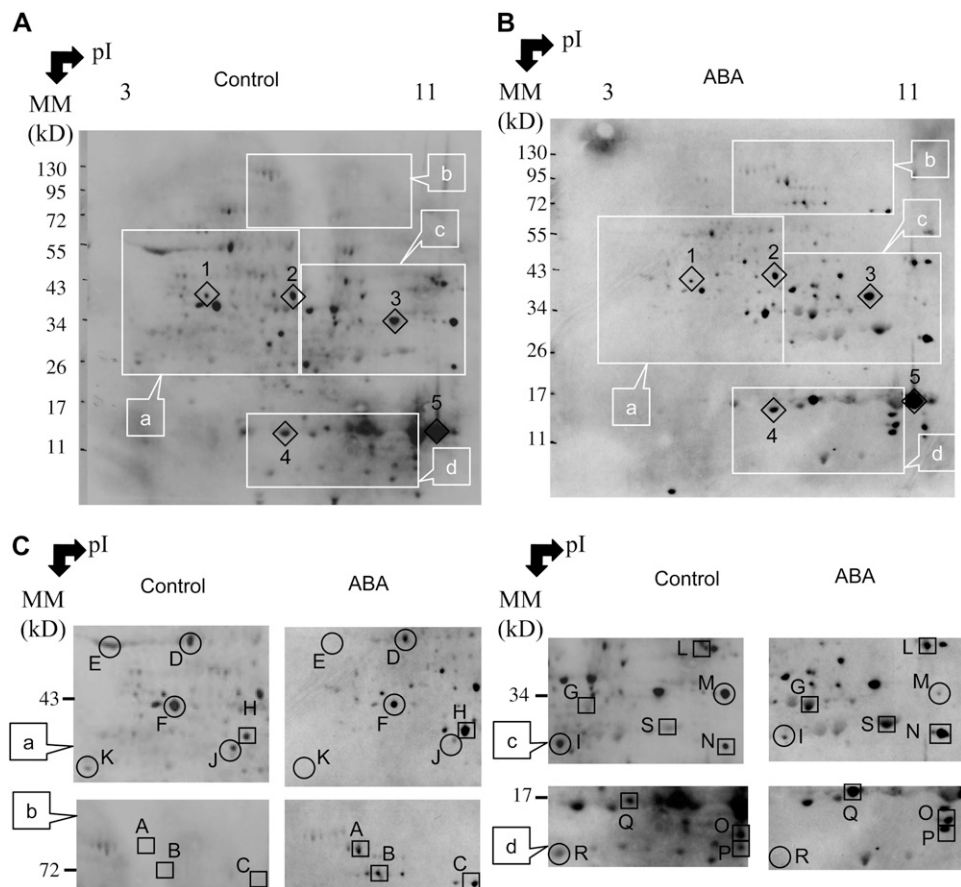 A
pI
Control
MM
(kD)
3
11
130
95
72
55
43
34
26
17
11
b
c
1
2
3
a
5
4
d
B
pI
ABA
MM
(kD)
3
11
130
95
72
55
43
34
26
17
11
b
c
1
2
3
a
5
4
d
C
pI
MM
(kD)
Control
ABA
43
a
E
D
F
H
J
K
E
D
F
H
J
K
b
72
A
B
C
A
B
C
pI
MM
(kD)
Control
ABA
34
c
L
M
G
S
I
N
L
M
G
S
I
N
17
d
Q
O
P
R
Q
O
P
R